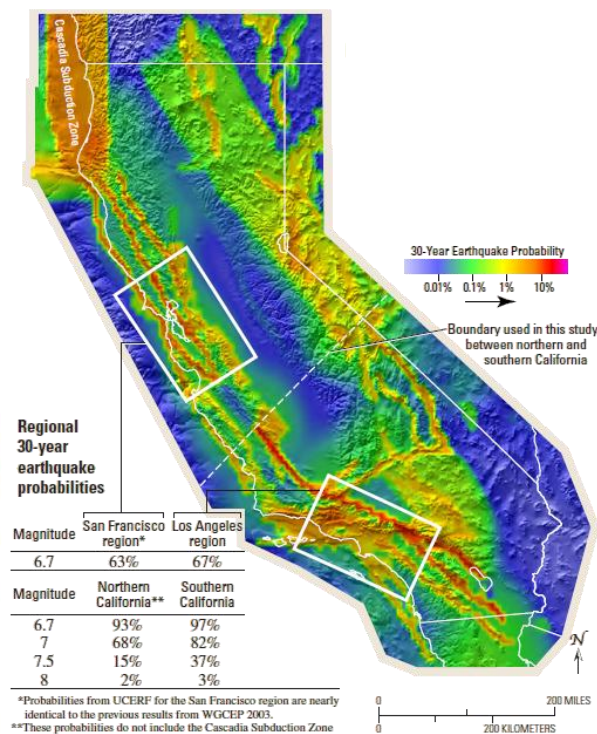 Cascadia Subduction Zone
30-Year Earthquake Probability
0.01% 0.1% 1% 10%
Boundary used in this study
between northern and
southern California
Regional
30-year
earthquake
probabilities
Magnitude San Francisco region* Los Angeles region
6.7 63% 67%
Magnitude Northern California** Southern California
6.7 93% 97%
7 68% 82%
7.5 15% 37%
8 2% 3%
N
*Probabilities from UCERF for the San Francisco region are nearly
identical to the previous results from WGCEP 2003.
**These probabilities do not include the Cascadia Subduction Zone
0 200 MILES
0 200 KILOMETERS